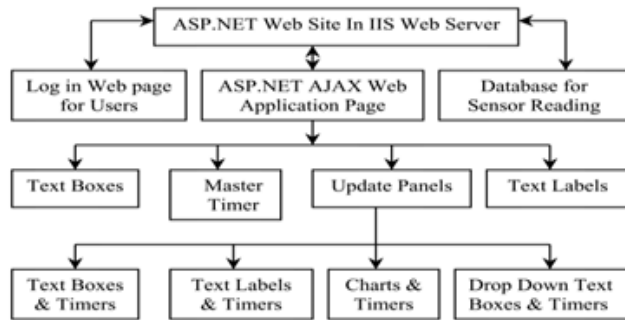 ASP.NET Web Site In IIS Web Server
Log in Web page
for Users
ASP.NET AJAX Web
Application Page
Database for
Sensor Reading
Text Boxes
Master
Timer
Update Panels
Text Labels
Text Boxes
& Timers
Text Labels
& Timers
Charts &
Timers
Drop Down Text
Boxes & Timers